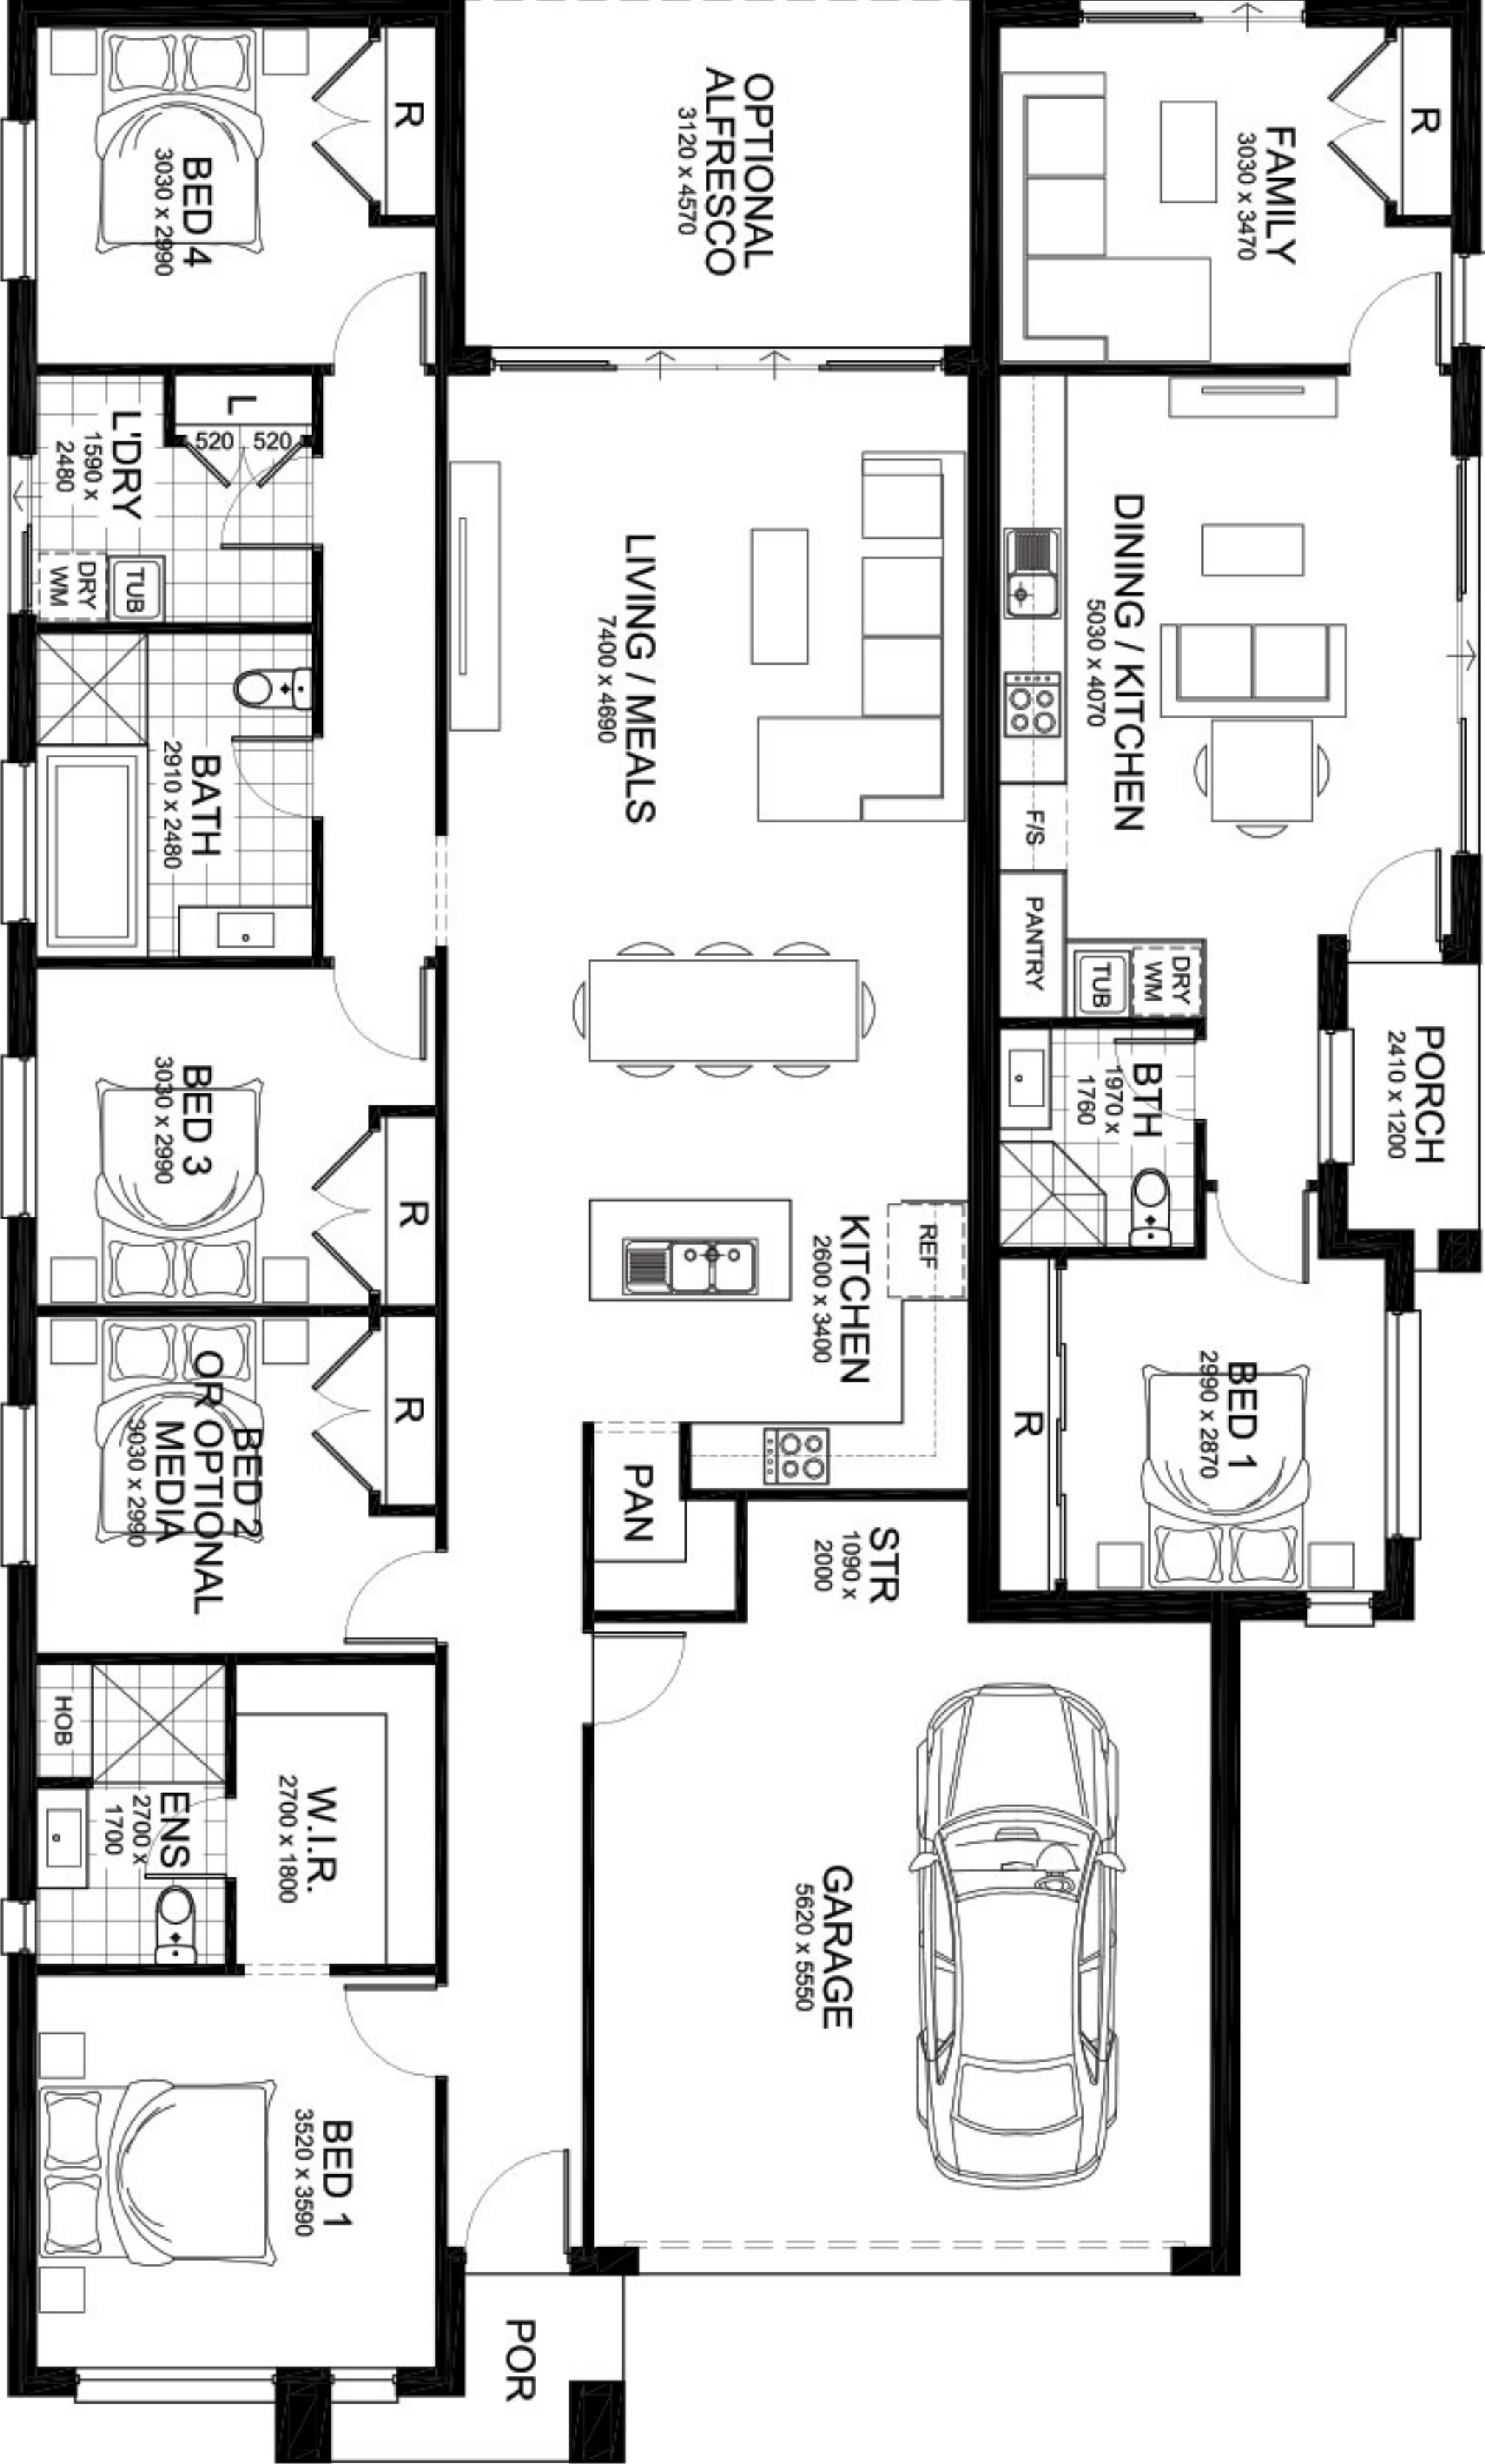 R
BED 4
3030 x 2990
OPTIONAL
ALFRESCO
3120 x 4570
R
FAMILY
3030 x 3470
L
520
520
L'DRY
1590 x
2480
TUB
DRY
WM
BATH
2910 x 2480
LIVING / MEALS
7400 x 4690
DINING / KITCHEN
5030 x 4070
F/S
PANTRY
TUB
DRY
WM
PORCH
2410 x 1200
BTH
1970 x
1760
BED 3
3030 x 2990
R
KITCHEN
2600 x 3400
REF
BED 1
2990 x 2870
R
BED 2
OR OPTIONAL
MEDIA
3030 x 2990
R
PAN
STR
1090 x
2000
HOB
ENS
2700 x
1700
W.I.R.
2700 x 1800
GARAGE
5620 x 5550
BED 1
3520 x 3590
POR